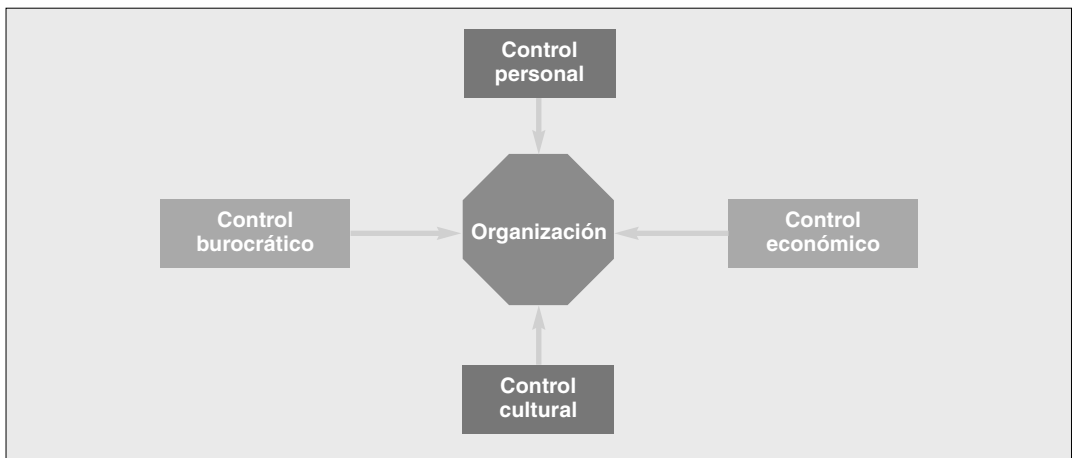 Control
personal
Control
burocrático
Organización
Control
económico
Control
cultural